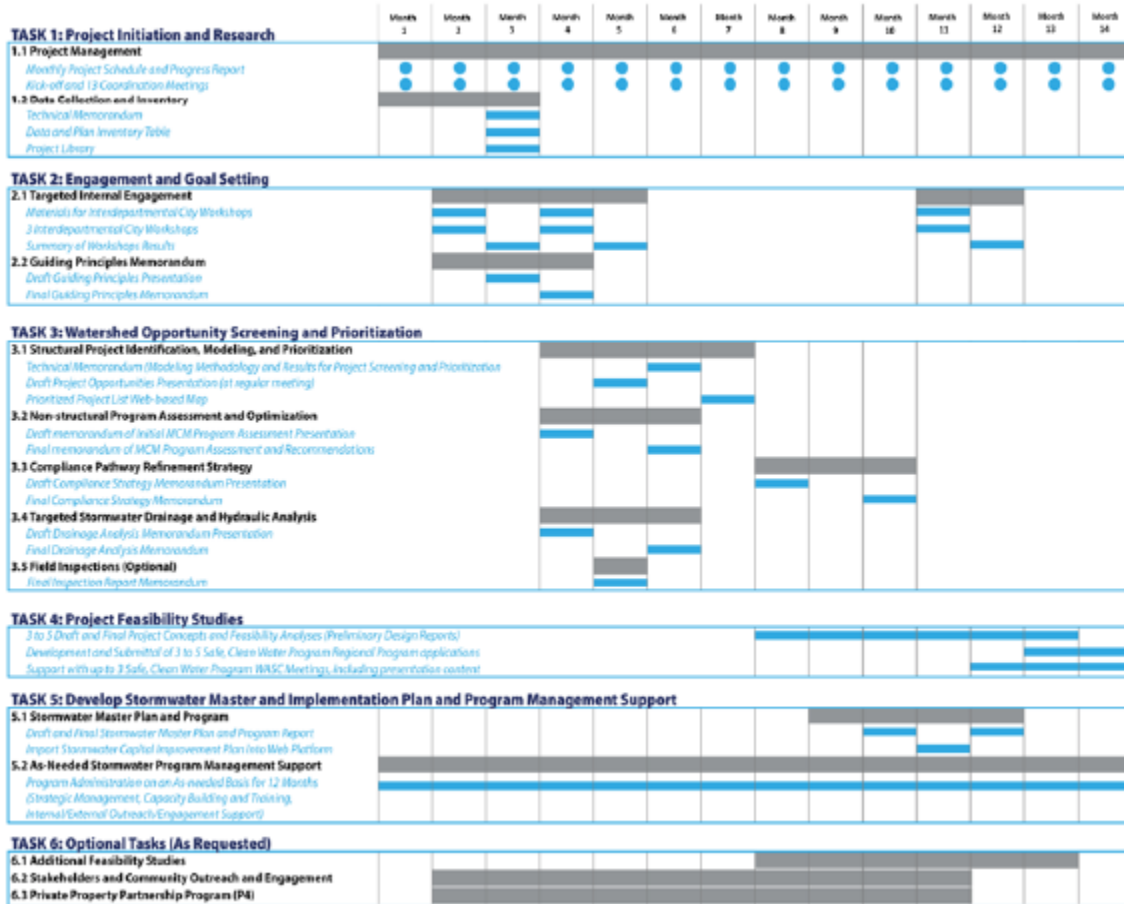 Month Month Month Month Month Month Month Month Month Month Month Month Month Month
1 2 3 4 5 6 7 8 9 10 11 12 13 14
TASK 1: Project Initiation and Research
1.1 Project Management
Monthly Project Schedule and Progress Report
Kick-off and 13 Coordination Meetings
1.2 Data Collection and Inventory
Technical Memorandum
Data and Plan Inventory Table
Project Library
TASK 2: Engagement and Goal Setting
2.1 Targeted Internal Engagement
Materials for Interdepartmental City Workshops
3 Interdepartmental City Workshops
Summary of Workshops Results
2.2 Guiding Principles Memorandum
Draft Guiding Principles Presentation
Final Guiding Principles Memorandum
TASK 3: Watershed Opportunity Screening and Prioritization
3.1 Structural Project Identification, Modeling, and Prioritization
Technical Memorandum (Modeling Methodology and Results for Project Screening and Prioritization
Draft Project Opportunities Presentation (at regular meeting)
Prioritized Project List Web-based Map
3.2 Non-structural Program Assessment and Optimization
Draft memorandum of Initial MCM Program Assessment Presentation
Final memorandum of MCM Program Assessment and Recommendations
3.3 Compliance Pathway Refinement Strategy
Draft Compliance Strategy Memorandum Presentation
Final Compliance Strategy Memorandum
3.4 Targeted Stormwater Drainage and Hydraulic Analysis
Draft Drainage Analysis Memorandum Presentation
Final Drainage Analysis Memorandum
3.5 Field Inspections (Optional)
Final Inspection Report Memorandum
TASK 4: Project Feasibility Studies
3 to 5 Draft and Final Project Concepts and Feasibility Analyses (Preliminary Design Reports)
Development and Submittal of 3 to 5 Safe, Clean Water Program Regional Program applications
Support with up to 3 Safe, Clean Water Program WASC Meetings, including presentation content
TASK 5: Develop Stormwater Master and Implementation Plan and Program Management Support
5.1 Stormwater Master Plan and Program
Draft and Final Stormwater Master Plan and Program Report
Import Stormwater Capital Improvement Plan into Web Platform
5.2 As-Needed Stormwater Program Management Support
Program Administration on an As-needed Basis for 12 Months
(Strategic Management, Capacity Building and Training,
Internal/External Outreach/Engagement Support)
TASK 6: Optional Tasks (As Requested)
6.1 Additional Feasibility Studies
6.2 Stakeholders and Community Outreach and Engagement
6.3 Private Property Partnership Program (P4)